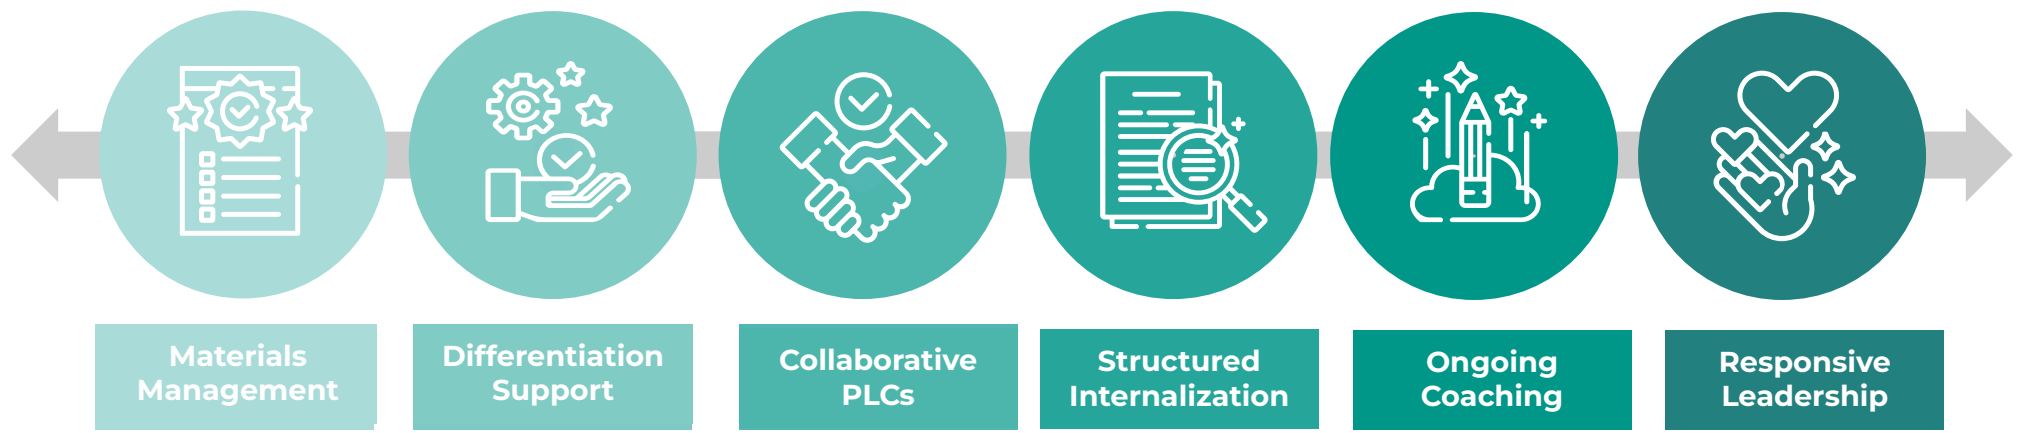 Materials
Management
Differentiation
Support
Collaborative
PLCs
Structured
Internalization
Ongoing
Coaching
Responsive
Leadership